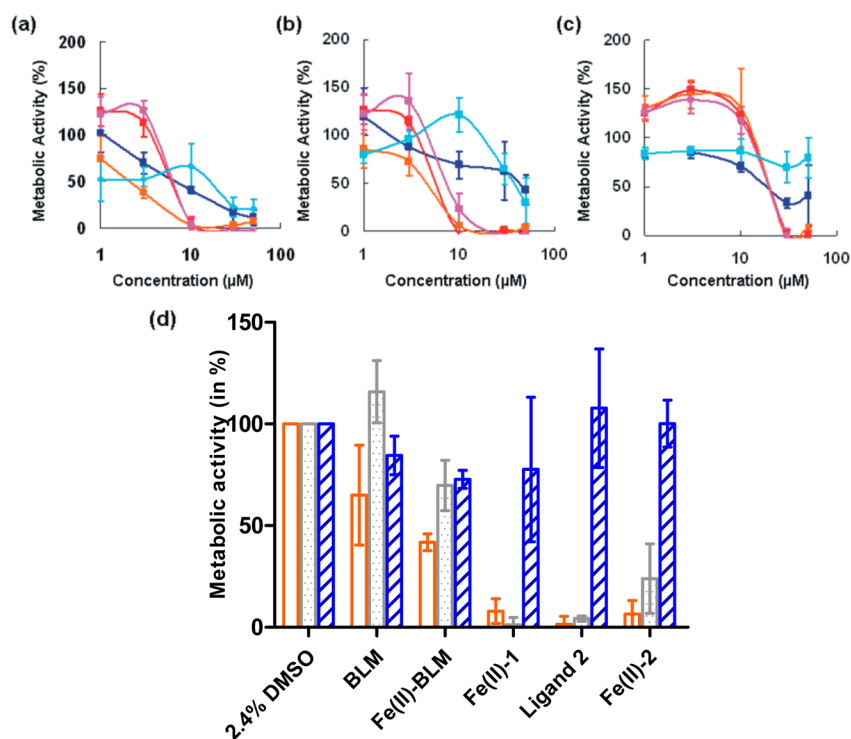 (a)
Metabolic Activity (%)
200
150
100
50
0
1
10
100
Concentration (µM)
(b)
Metabolic Activity (%)
200
150
100
50
0
1
10
100
Concentration (µM)
(c)
Metabolic Activity (%)
200
150
100
50
0
1
10
100
Concentration (µM)
(d)
Metabolic activity (in %)
150
100
50
0
2.4% DMSO
BLM
Fe(II)-BLM
Fe(II)-1
Ligand 2
Fe(II)-2